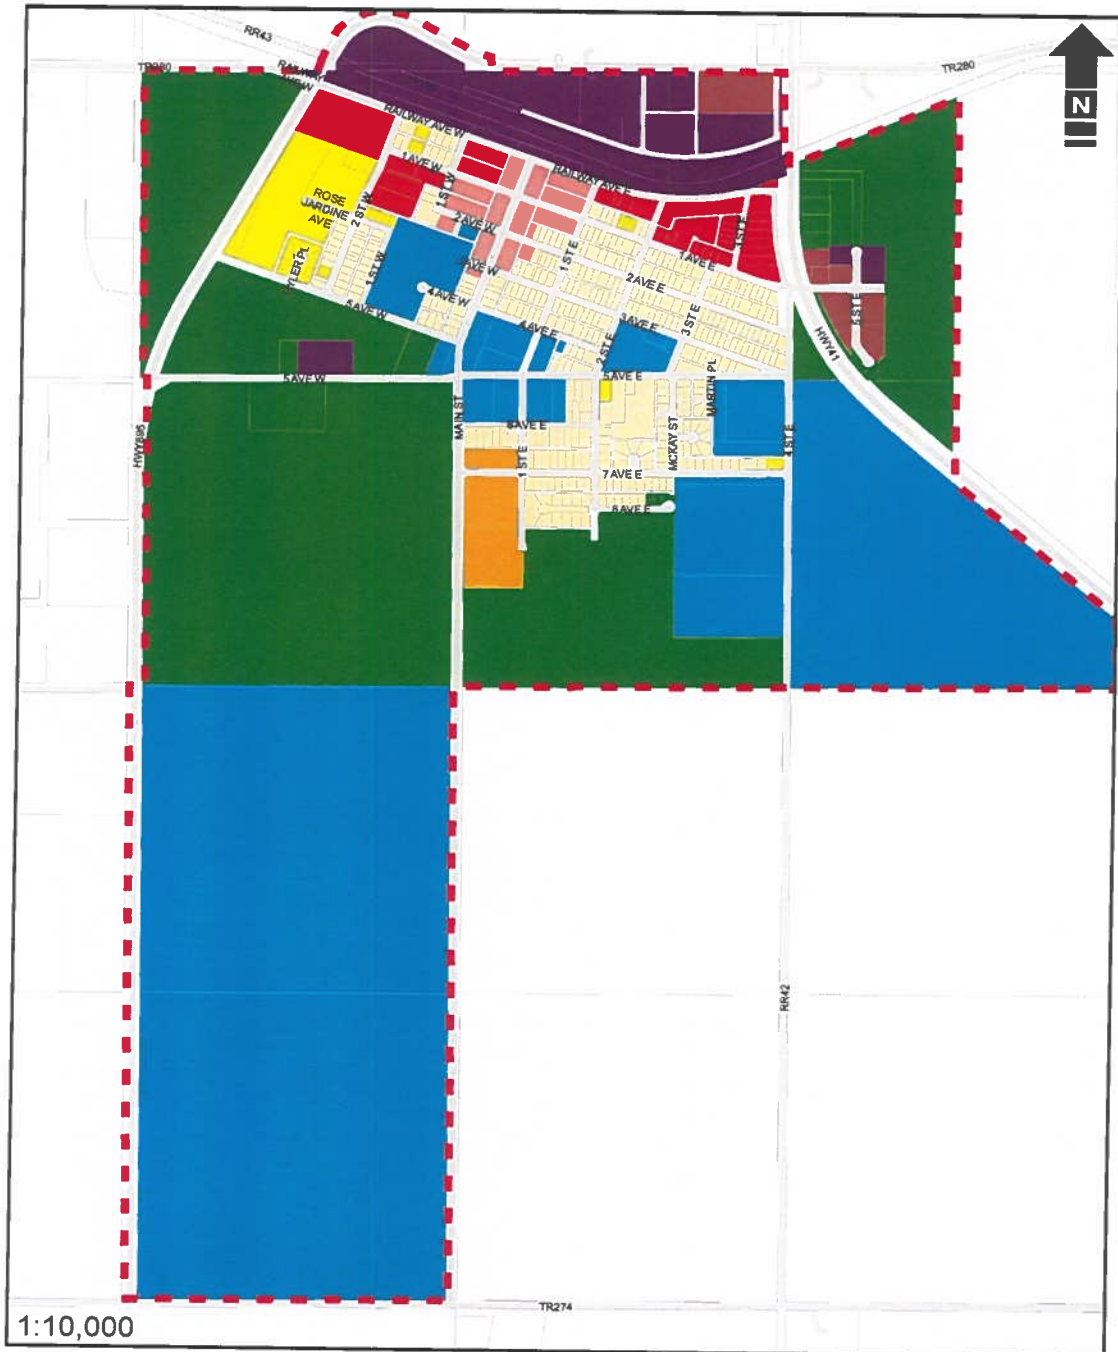 RR43
TR280
TR280
N
RAILWAY AVE W
1 AVE W
1 ST W
RAILWAY AVE E
ROSE
JARDINE
AVE
2 ST W
2 AVE W
1 ST E
1 AVE E
4 ST E
TYLER PL
1 ST W
3 AVE W
2 AVE E
4 AVE W
5 AVE W
4 AVE E
3 AVE E
3 ST E
5 ST E
2 ST E
HWY41
5 AVE W
5 AVE E
MARTIN PL
MAIN ST
6 AVE E
MCKAY ST
4 ST E
HWY895
1 ST E
7 AVE E
8 AVE E
RR42
TR274
1:10,000